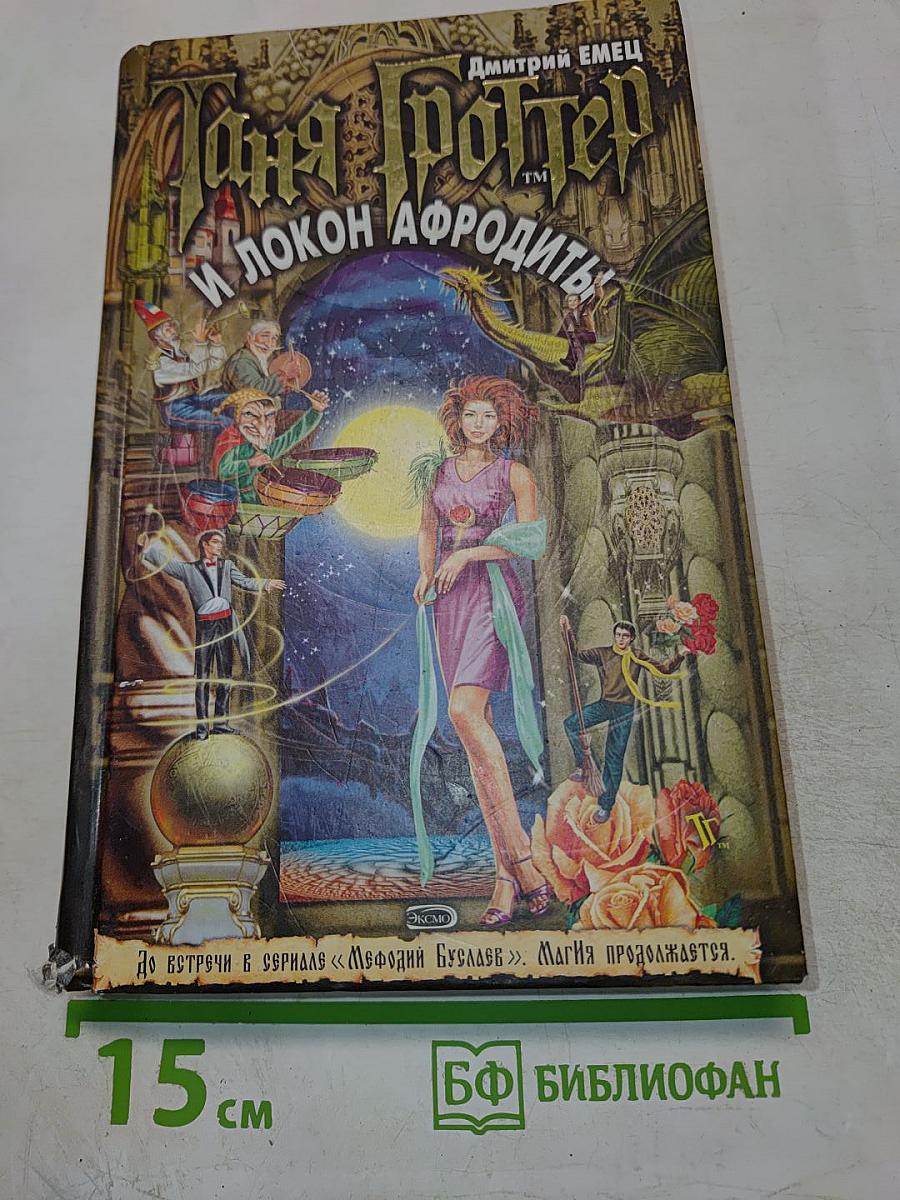 Дмитрий ЕМЕЦ
Таня Гроттер
TM
И ЛОКОН АФРОДИТЫ
ТГ
TM
ЭКСМО
До встречи в сериале «Мефодий Буслаев». МагИя продолжается.
15 см
БФ БИБЛИОФАН